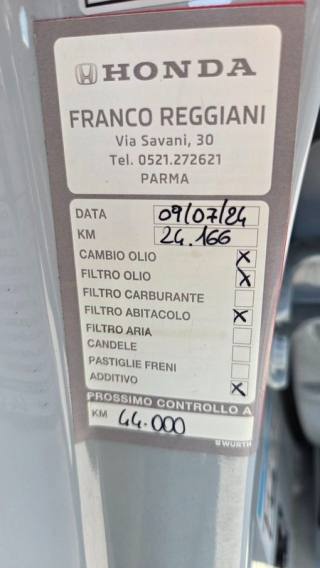 HONDA
FRANCO REGGIANI
Via Savani, 30
Tel. 0521.272621
PARMA
DATA 09/07/24
KM 24.166
CAMBIO OLIO X
FILTRO OLIO X
FILTRO CARBURANTE
FILTRO ABITACOLO X
FILTRO ARIA
CANDELE
PASTIGLIE FRENI
ADDITIVO X
PROSSIMO CONTROLLO A
KM 44.000
WÜRTH